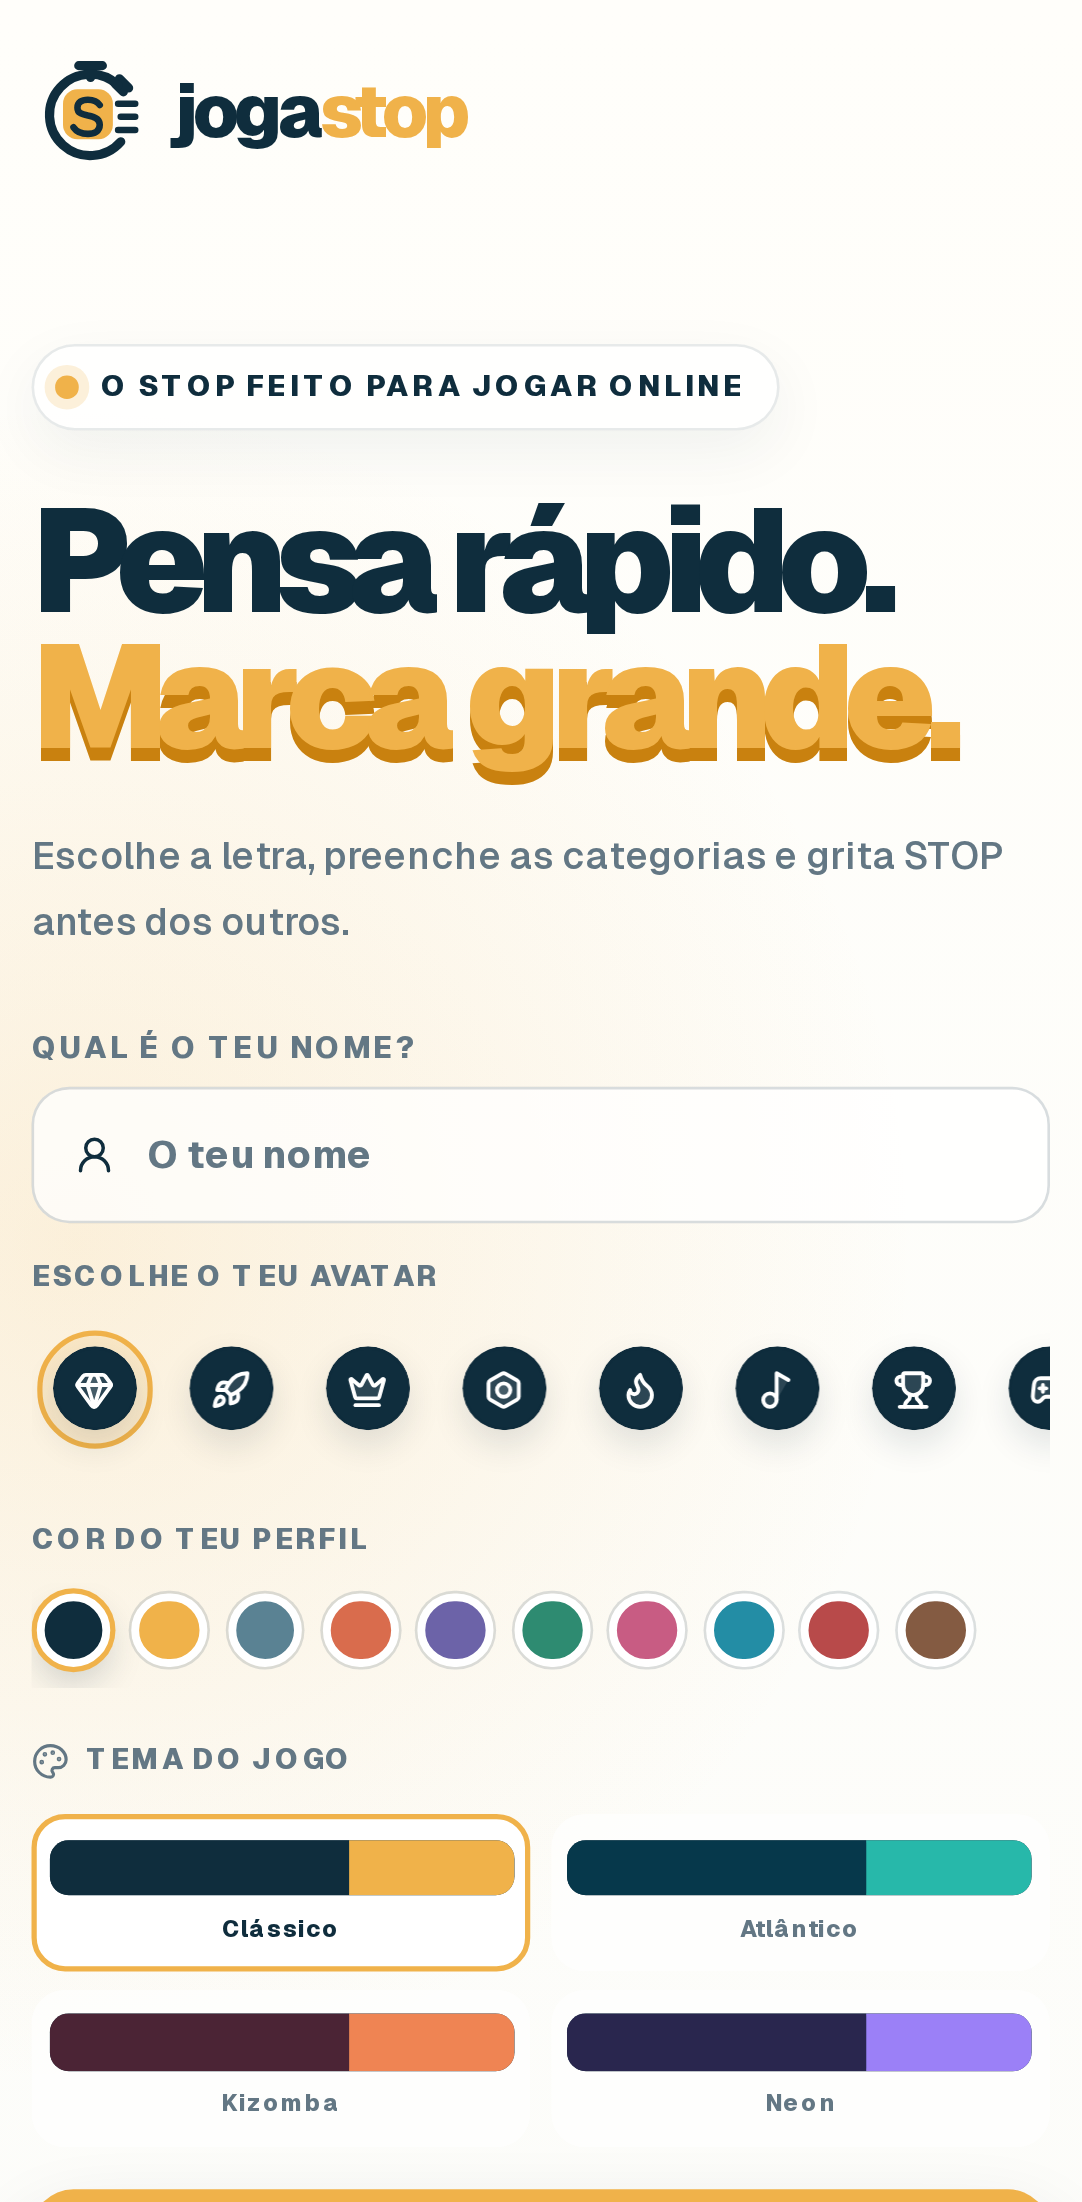 S
jogastop
O STOP FEITO PARA JOGAR ONLINE
Pensa rápido.
Marca grande.
Escolhe a letra, preenche as categorias e grita STOP
antes dos outros.
QUAL É O TEU NOME?
O teu nome
ESCOLHE O TEU AVATAR
COR DO TEU PERFIL
TEMA DO JOGO
Clássico
Atlântico
Kizomba
Neon